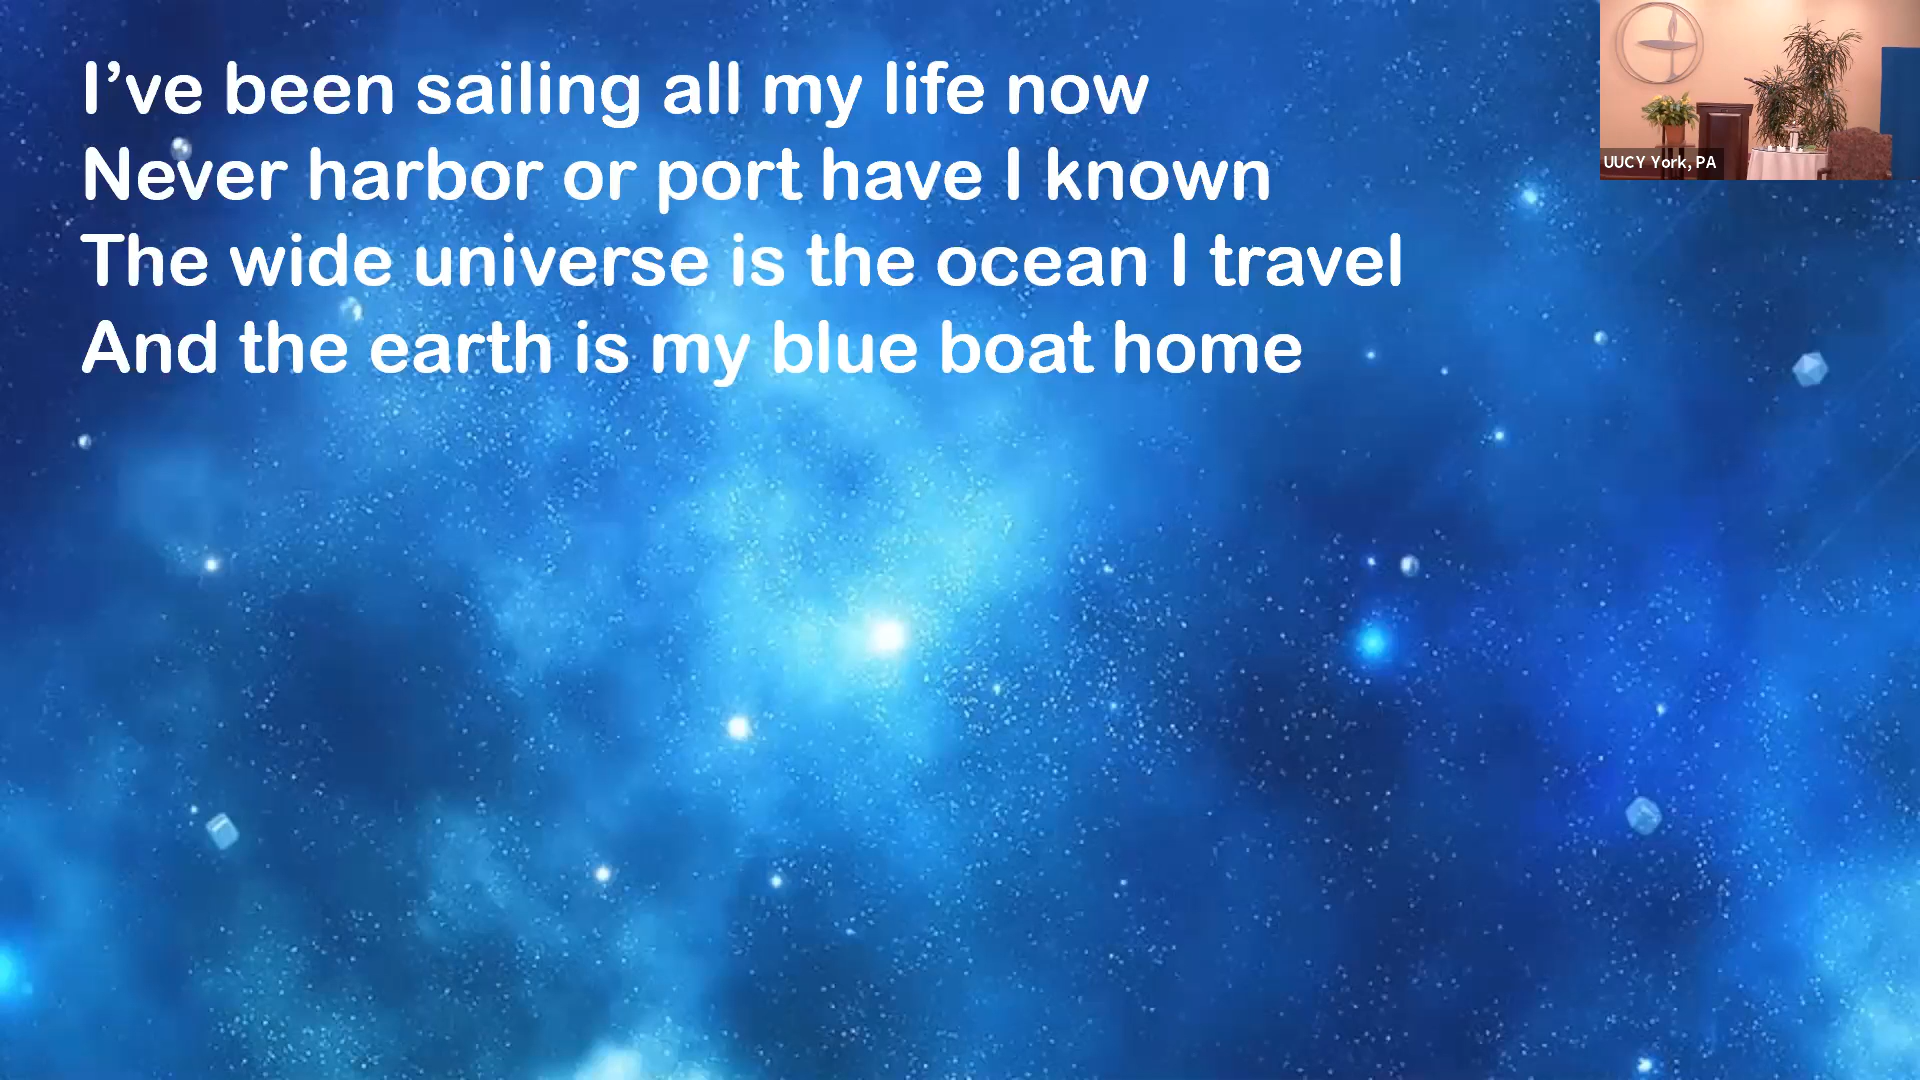 I’ve been sailing all my life now
Never harbor or port have I known
The wide universe is the ocean I travel
And the earth is my blue boat home
UUCY York, PA